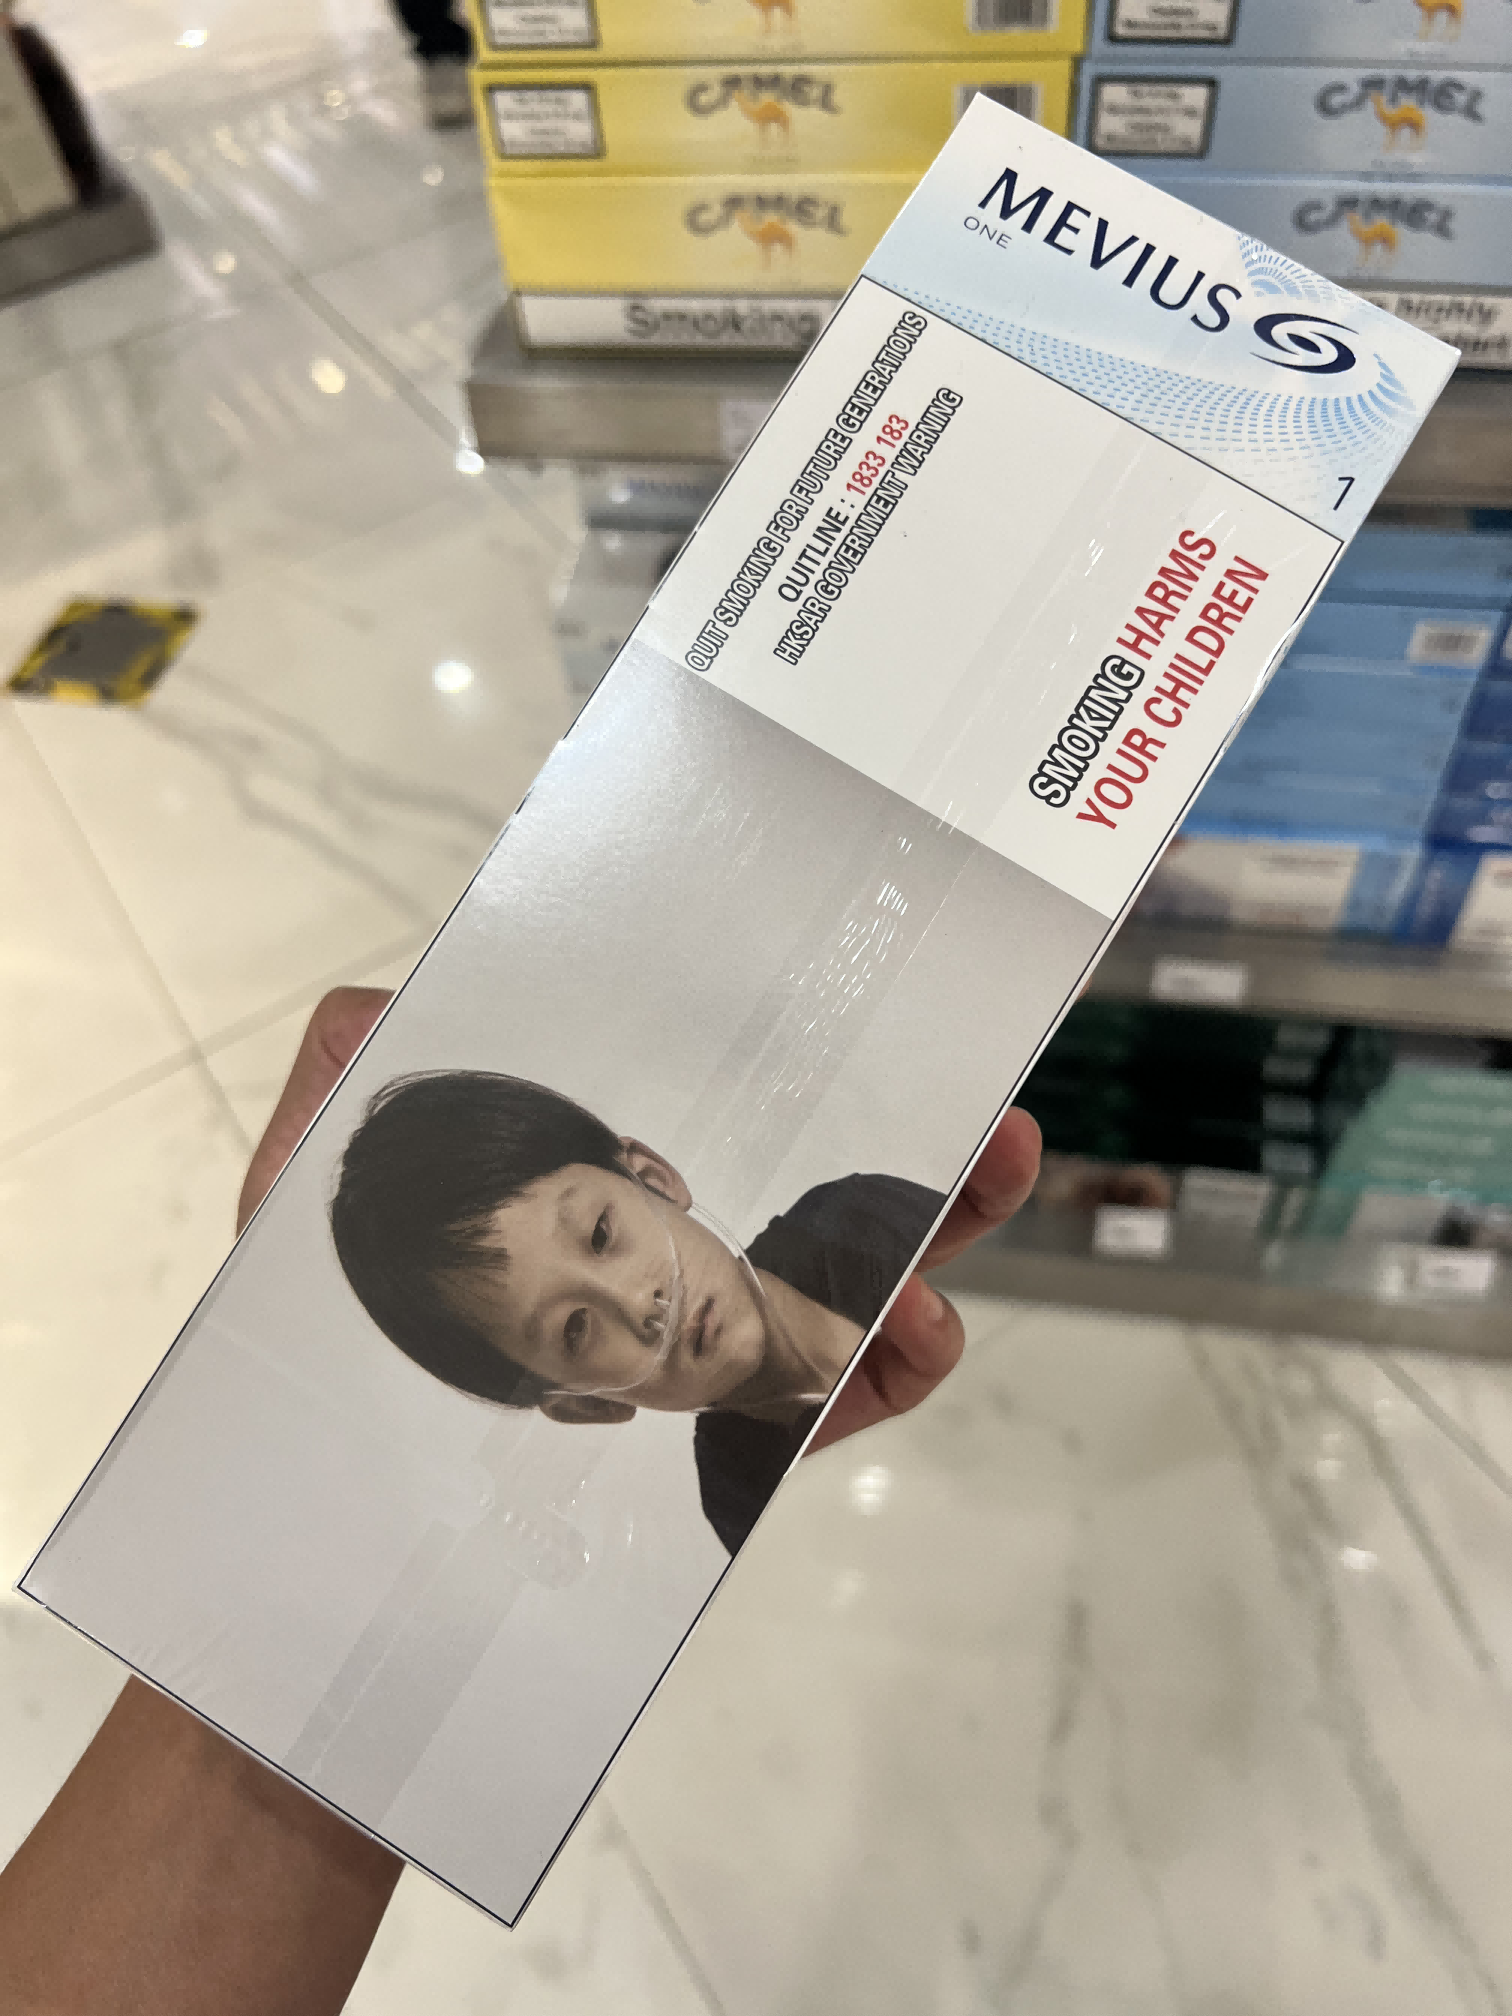 CAMEL
CAMEL
CAMEL
CAMEL
Smoking
highly
MEVIUS
ONE
1
QUIT SMOKING FOR FUTURE GENERATIONS
QUITLINE : 1833 183
HKSAR GOVERNMENT WARNING
SMOKING HARMS
YOUR CHILDREN